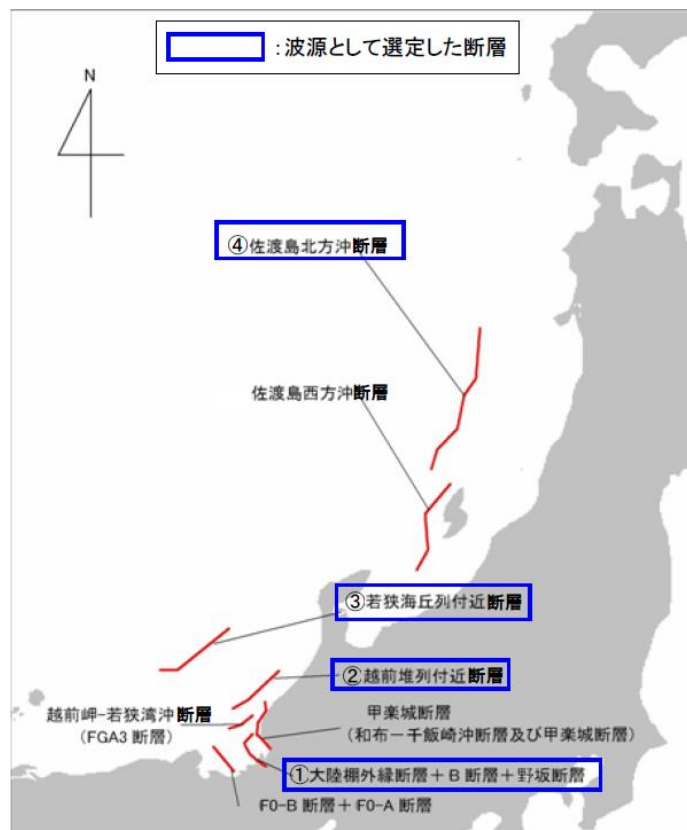 ：波源として選定した断層
N
④佐渡島北方沖断層
佐渡島西方沖断層
③若狭海丘列付近断層
②越前堆列付近断層
越前岬−若狭湾沖断層
（FGA3 断層）
甲楽城断層
（和布−干飯崎沖断層及び甲楽城断層）
①大陸棚外縁断層＋B 断層＋野坂断層
F0-B 断層＋F0-A 断層